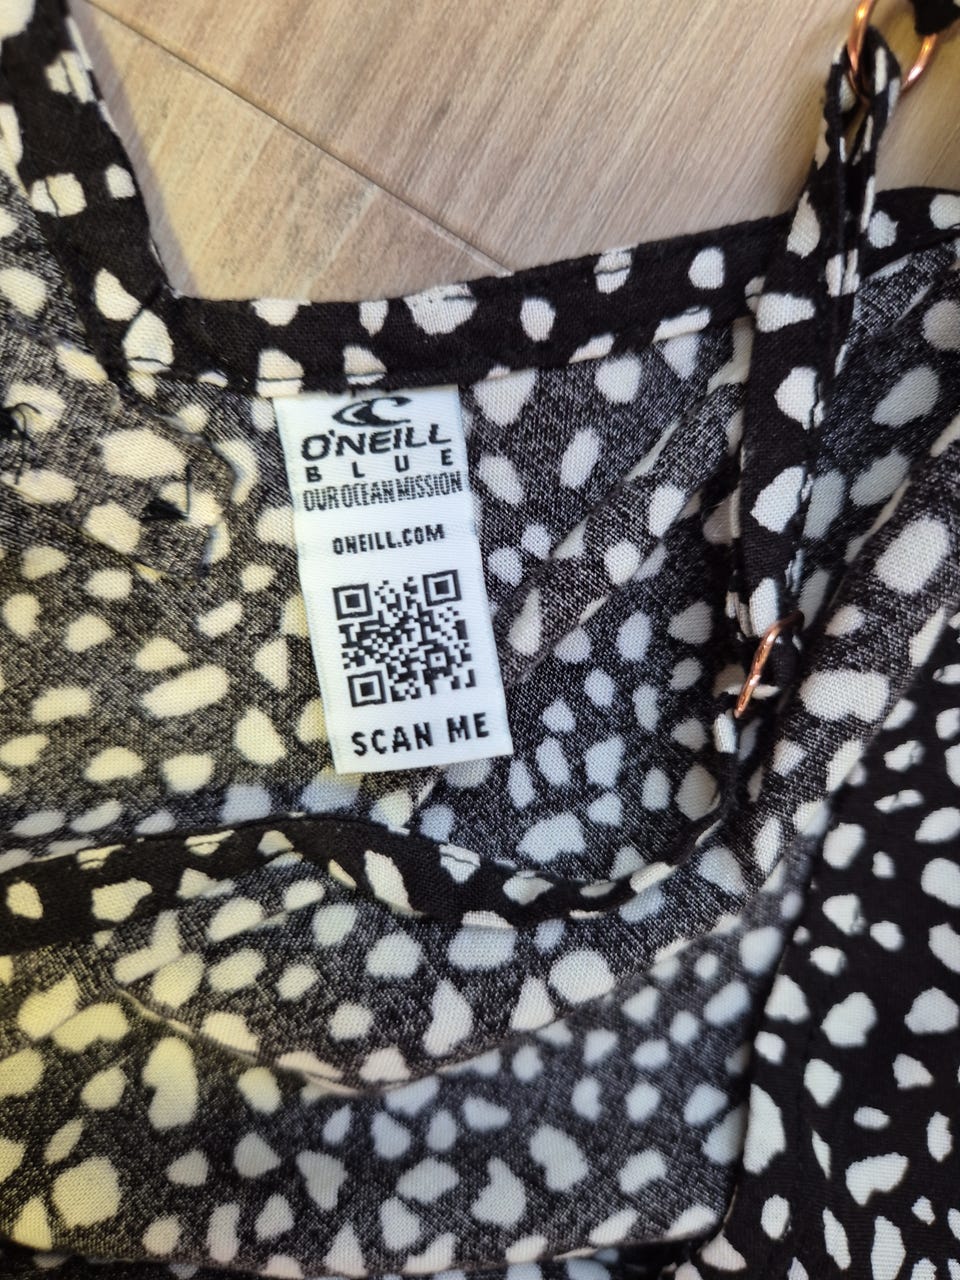 O'NEILL
BLUE
OUR OCEAN MISSION
ONEILL.COM
SCAN ME